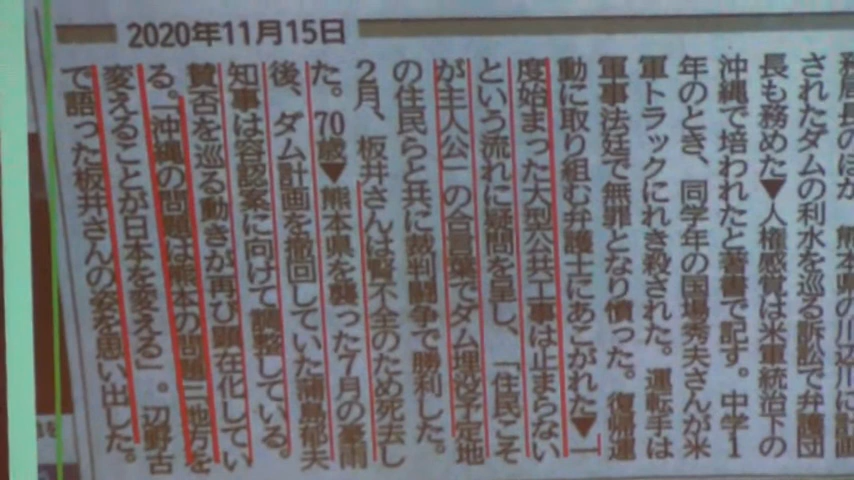 2020年11月15日
務局長のほか、熊本県の川辺川に計画
されたダムの利水を巡る訴訟で弁護団
長も務めた▼人権感覚は米軍統治下の
沖縄で培われたと著書で記す。中学1
年のとき、同学年の国場秀夫さんが米
軍トラックにれき殺された。運転手は
軍事法廷で無罪となり憤った。復帰運
動に取り組む弁護士にあこがれた▼「一
度始まった大型公共工事は止まらない」
という流れに疑問を呈し、「住民こそ
が主人公」の合言葉でダム埋没予定地
の住民らと共に裁判闘争で勝利した。
2月、板井さんは腎不全のため死去し
た。70歳▼熊本県を襲った7月の豪雨
後、ダム計画を撤回していた蒲島郁夫
知事は容認案に向けて調整している。
賛否を巡る動きが再び顕在化してい
る。「沖縄の問題は熊本の問題。地方を
変えることが日本を変える」。辺野古
で語った板井さんの姿を思い出した。